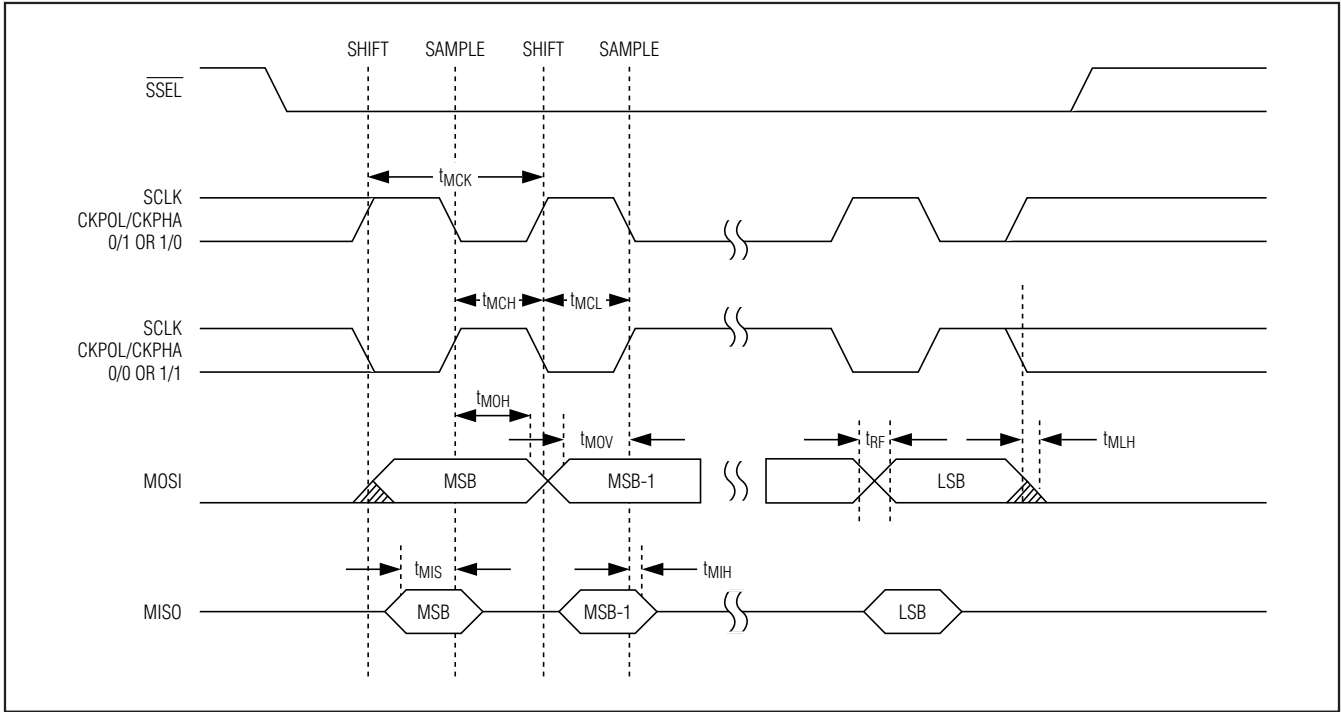 SHIFT SAMPLE SHIFT SAMPLE
SSEL
tMCK
SCLK
CKPOL/CKPHA
0/1 OR 1/0
tMCH tMCL
SCLK
CKPOL/CKPHA
0/0 OR 1/1
tMOH
tMOV tRF tMLH
MOSI MSB MSB-1 LSB
tMIS tMIH
MISO MSB MSB-1 LSB